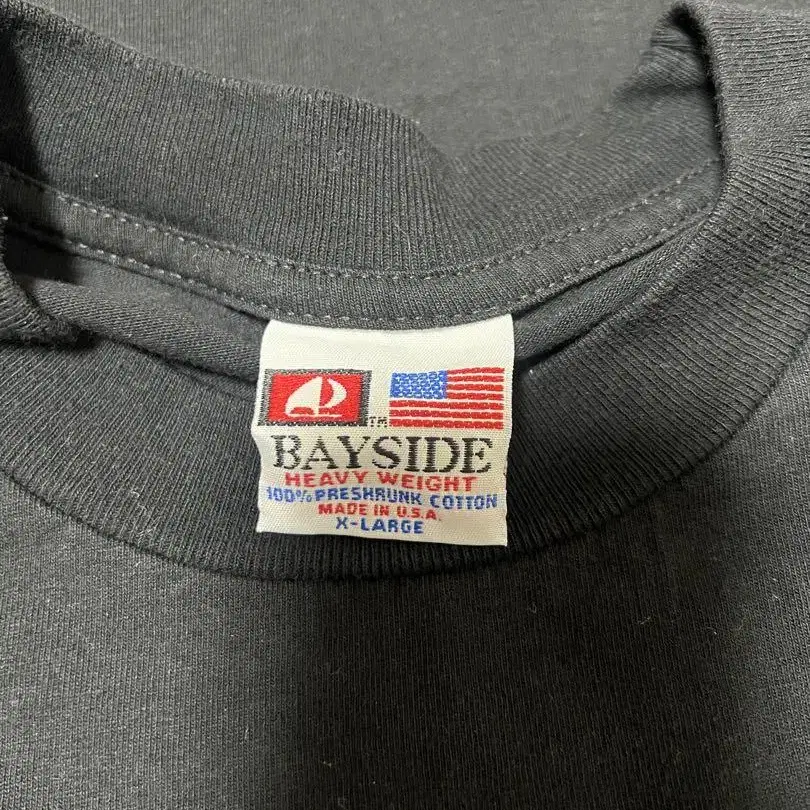 TM
BAYSIDE
HEAVY WEIGHT
100% PRESHRUNK COTTON
MADE IN U.S.A.
X-LARGE